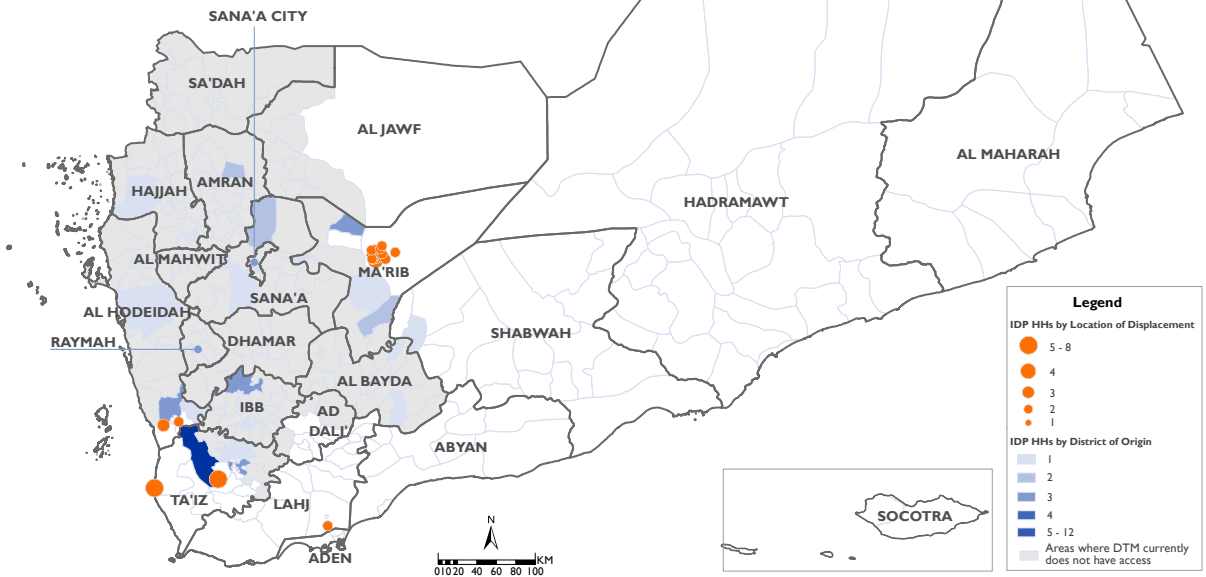 SANA'A CITY
SA'DAH
AL JAWF
AL MAHARAH
HAJJAH
AMRAN
HADRAMAWT
AL MAHWIT
MA'RIB
SANA'A
AL HODEIDAH
SHABWAH
RAYMAH
DHAMAR
AL BAYDA
IBB
AD
DALI'
ABYAN
TA'IZ
LAHJ
ADEN
SOCOTRA
N
KM
01020 40 60 80 100
Legend
IDP HHs by Location of Displacement
5 - 8
4
3
2
1
IDP HHs by District of Origin
1
2
3
4
5 - 12
Areas where DTM currently
does not have access